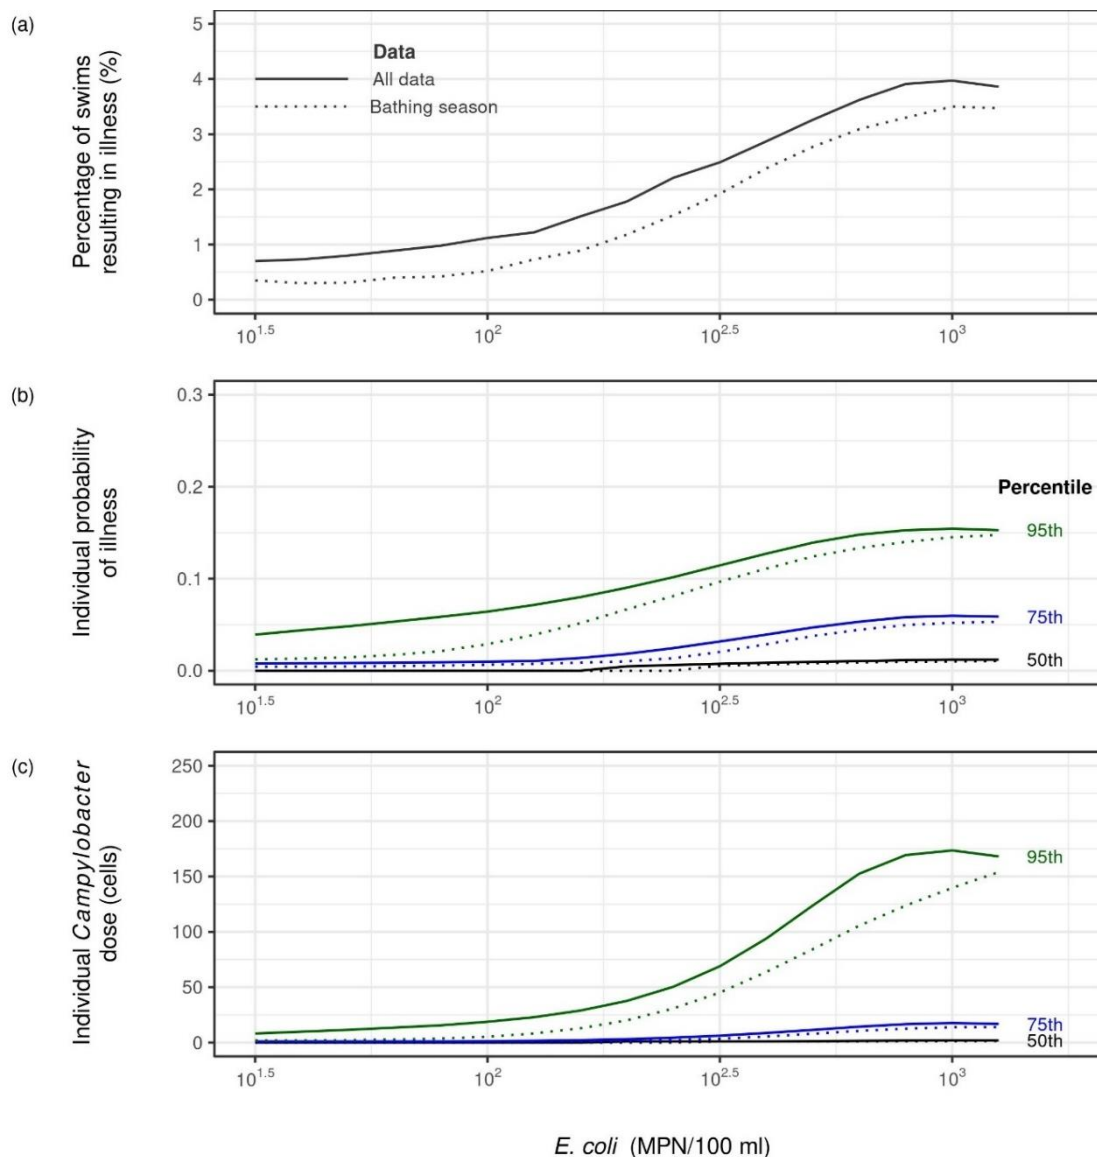 (a)
Percentage of swims
resulting in illness (%)
5
4
3
2
1
0
Data
All data
Bathing season
10^1.5
10^2
10^2.5
10^3
(b)
Individual probability
of illness
0.3
0.2
0.1
0.0
Percentile
95th
75th
50th
10^1.5
10^2
10^2.5
10^3
(c)
Individual Campylobacter
dose (cells)
250
200
150
100
50
0
95th
75th
50th
10^1.5
10^2
10^2.5
10^3
E. coli (MPN/100 ml)